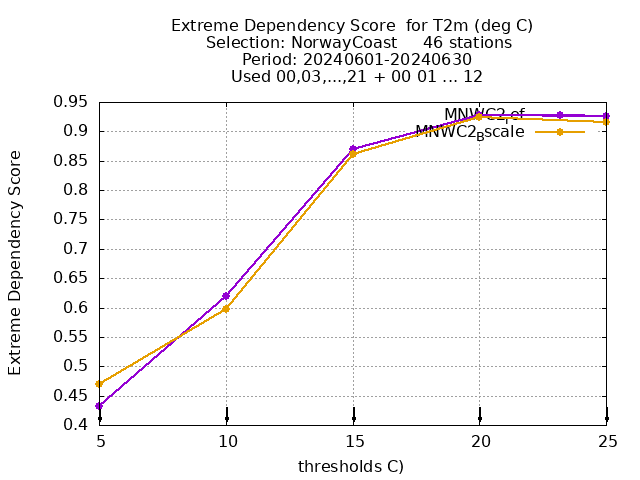 Extreme Dependency Score for T2m (deg C)
Selection: NorwayCoast 46 stations
Period: 20240601-20240630
Used 00,03,...,21 + 00 01 ... 12
0.95
0.9
0.85
0.8
0.75
0.7
0.65
0.6
0.55
0.5
0.45
0.4
Extreme Dependency Score
MNWC2
MNWC2Bscale
5
10
15
20
25
thresholds C)